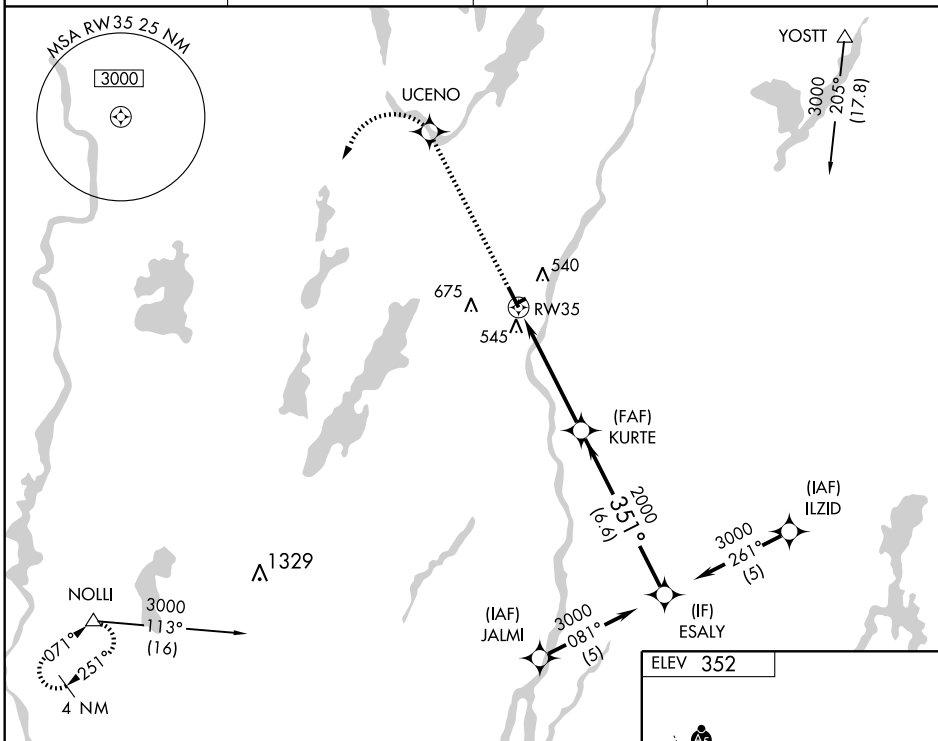 MSA RW35 25 NM
3000
UCENO
YOSTT
3000
205°
(17.8)
540
675
RW35
545
(FAF)
KURTE
2000
351°
(6.6)
(IAF)
ILZID
3000
261°
(5)
1329
NOLLI
3000
113°
(16)
071°
251°
4 NM
(IAF)
JALMI
3000
081°
(5)
(IF)
ESALY
ELEV 352